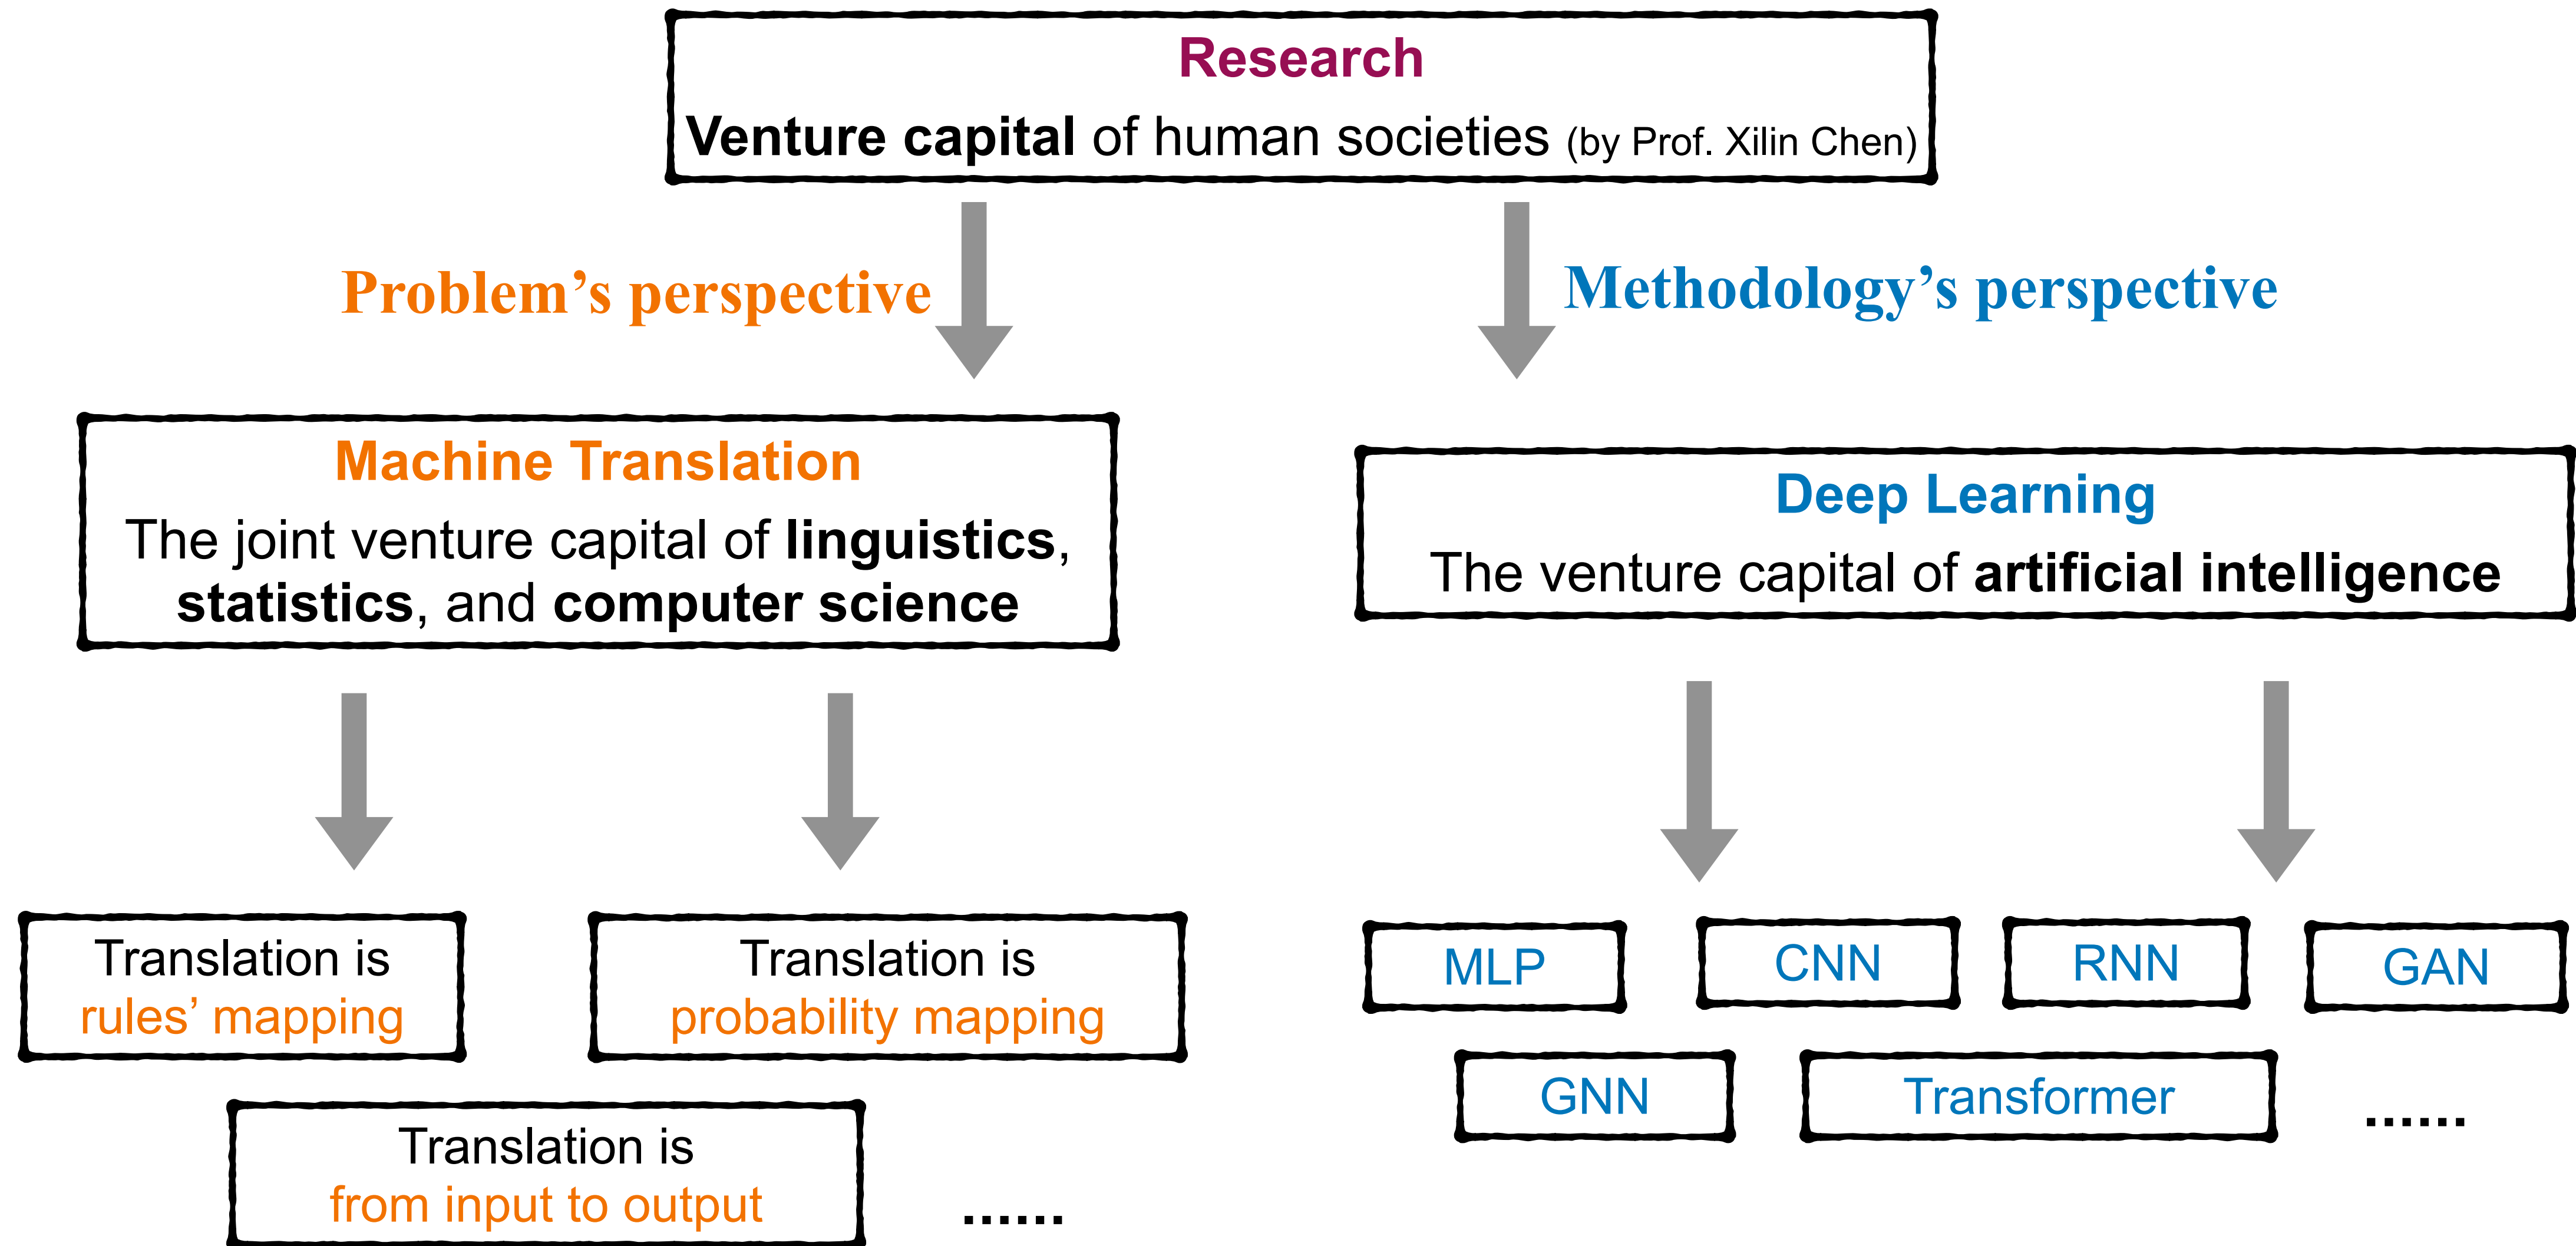 Research
Venture capital of human societies (by Prof. Xilin Chen)
Problem’s perspective
Methodology’s perspective
Machine Translation
The joint venture capital of linguistics,
statistics, and computer science
Deep Learning
The venture capital of artificial intelligence
Translation is
rules’ mapping
Translation is
probability mapping
Translation is
from input to output
......
MLP
CNN
RNN
GAN
GNN
Transformer
......